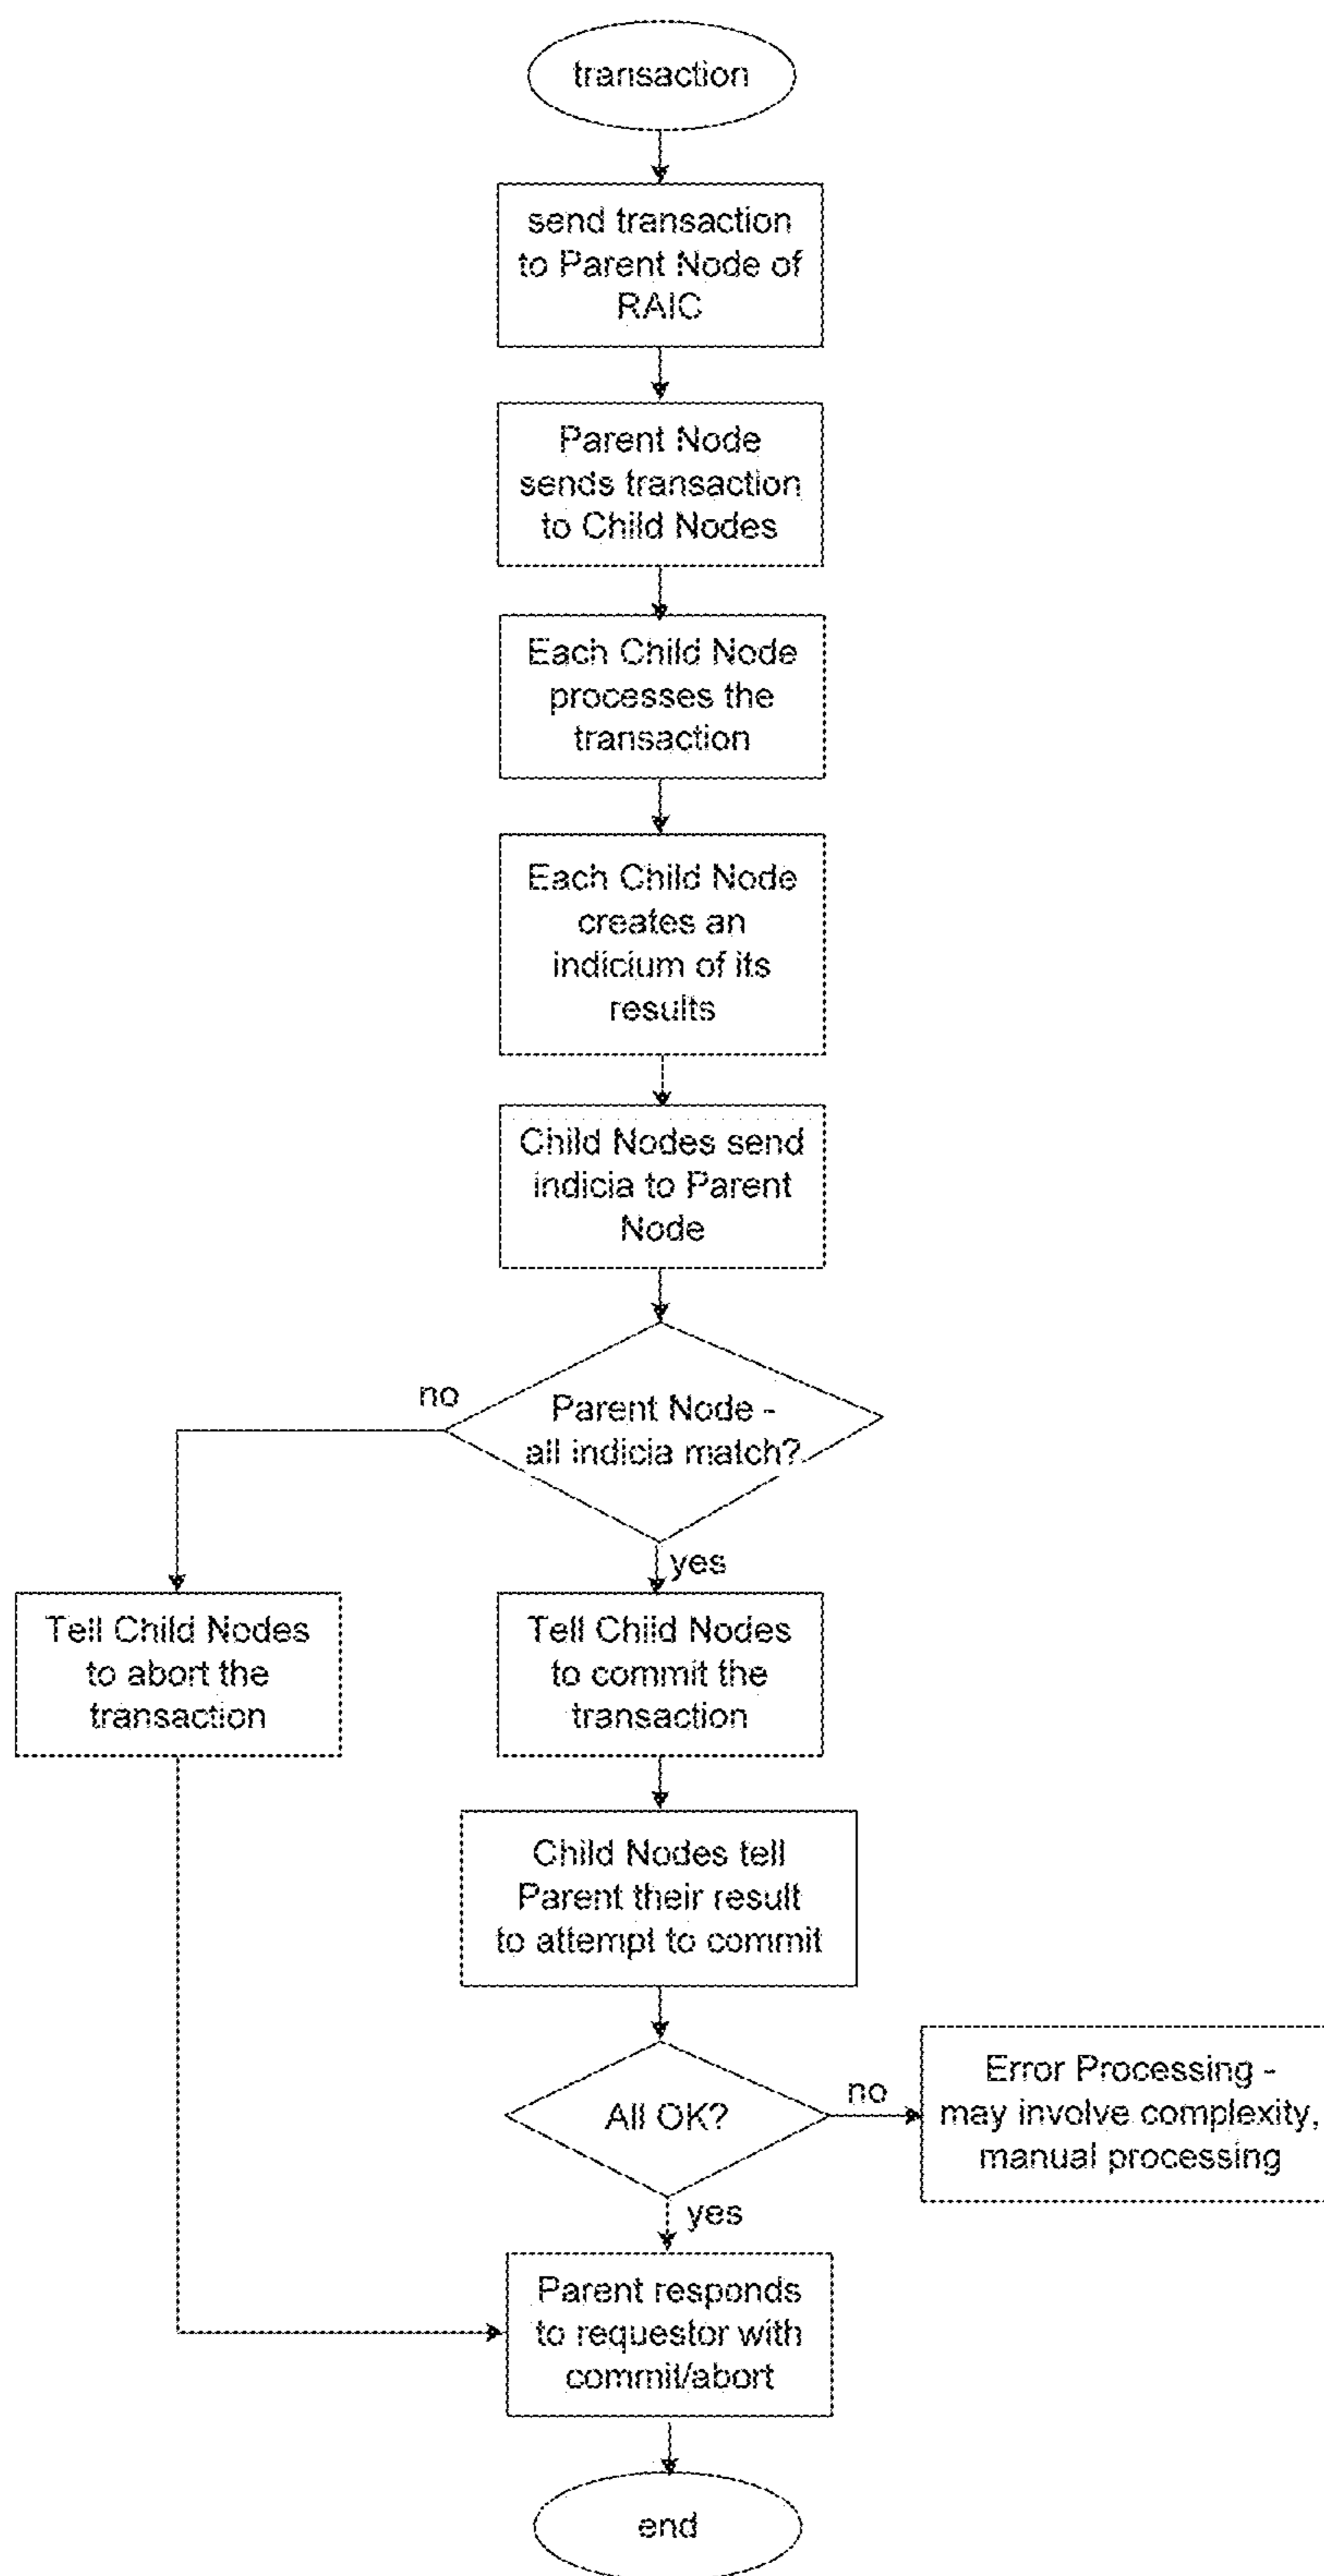 transaction
send transaction
to Parent Node of
RAIC
Parent Node
sends transaction
to Child Nodes
Each Child Node
processes the
transaction
Each Child Node
creates an
indicium of its
results
Child Nodes send
indicia to Parent
Node
no
Parent Node -
all indicia match?
yes
Tell Child Nodes
to abort the
transaction
Tell Child Nodes
to commit the
transaction
Child Nodes tell
Parent their result
to attempt to commit
All OK?
no
Error Processing -
may involve complexity,
manual processing
yes
Parent responds
to requestor with
commit/abort
end